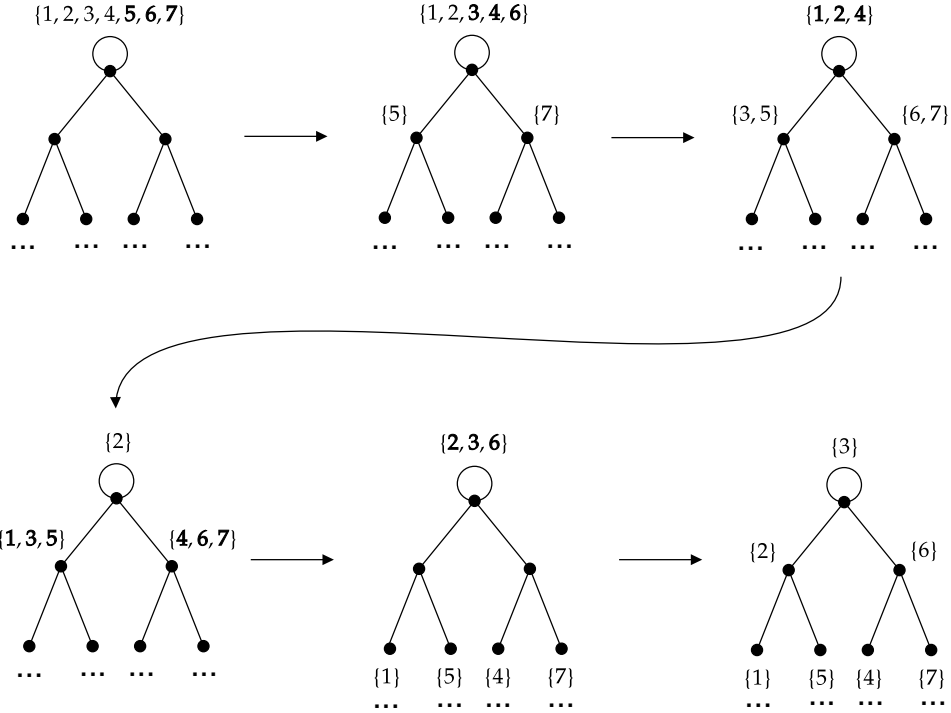 {1, 2, 3, 4, 5, 6, 7}
... ... ... ...
{1, 2, 3, 4, 6}
{5} {7}
... ... ... ...
{1, 2, 4}
{3, 5} {6, 7}
... ... ... ...
{2}
{1, 3, 5} {4, 6, 7}
... ... ... ...
{2, 3, 6}
{1} {5} {4} {7}
... ... ... ...
{3}
{2} {6}
{1} {5} {4} {7}
... ... ... ...